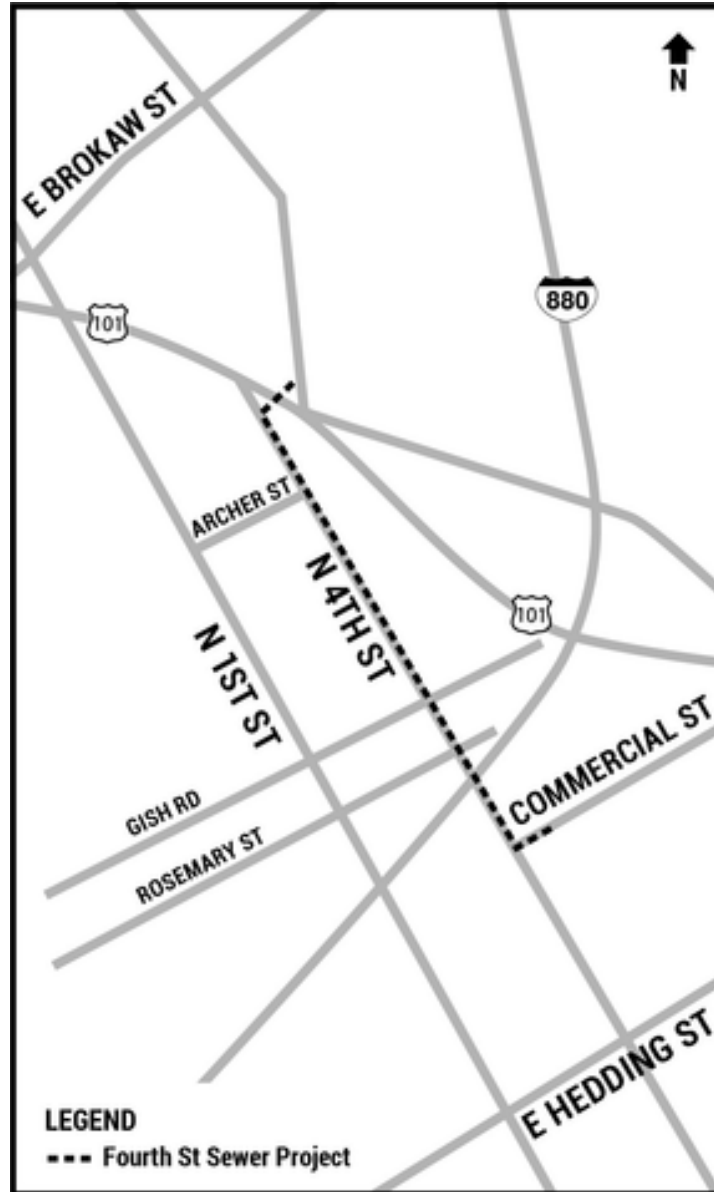 N
E BROKAW ST
880
101
ARCHER ST
N 4TH ST
101
N 1ST ST
COMMERCIAL ST
GISH RD
ROSEMARY ST
E HEDDING ST
LEGEND
Fourth St Sewer Project